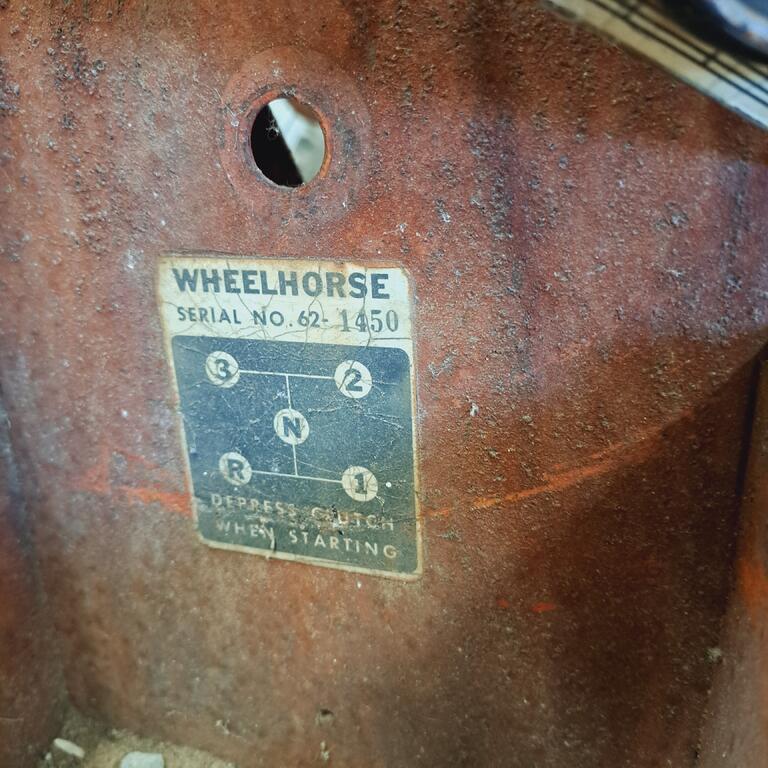 WHEELHORSE
SERIAL NO. 62- 1450
3 2
N
R 1
DEPRESS CLUTCH
WHEN STARTING